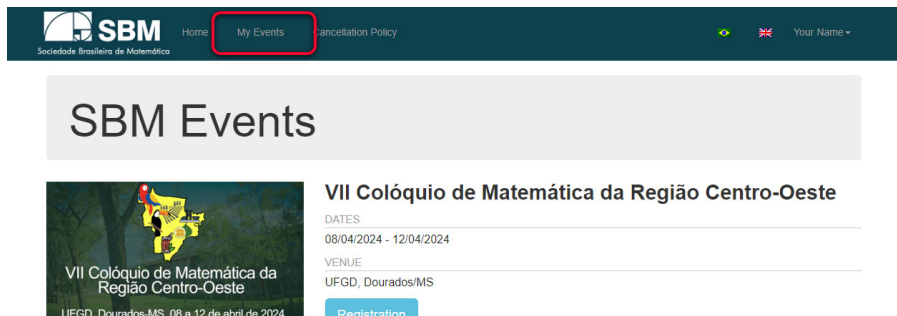 SBM
Sociedade Brasileira de Matemática
Home My Events Cancellation Policy Your Name
SBM Events
VII Colóquio de Matemática da
Região Centro-Oeste
UFGD, Dourados-MS, 08 a 12 de abril de 2024
VII Colóquio de Matemática da Região Centro-Oeste
DATES
08/04/2024 - 12/04/2024
VENUE
UFGD, Dourados/MS
Registration